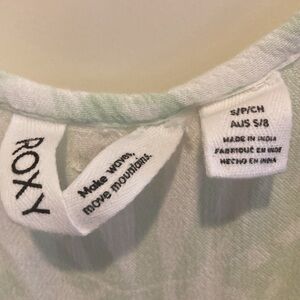 ROXY
Make waves,
move mountains.
S/P/CH
AUS S/8
MADE IN INDIA
FABRIQUÉ EN INDE
HECHO EN INDIA